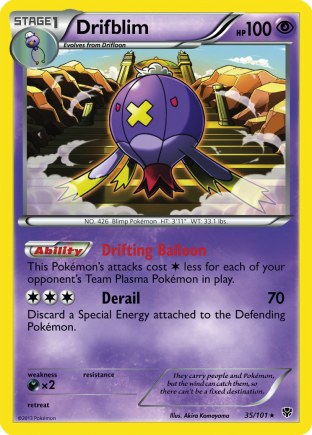 STAGE1
Drifblim
HP100
Evolves from Drifloon
NO. 426 Blimp Pokémon HT: 3'11" WT: 33.1 lbs.
Ability Drifting Balloon
This Pokémon's attacks cost less for each of your
opponent's Team Plasma Pokémon in play.
Derail 70
Discard a Special Energy attached to the Defending
Pokémon.
weakness resistance
×2
retreat
They carry people and Pokémon,
but the wind can catch them, so
there can't be a fixed destination.
©2013 Pokémon
Illus. Akira Komayama
35/101 ★